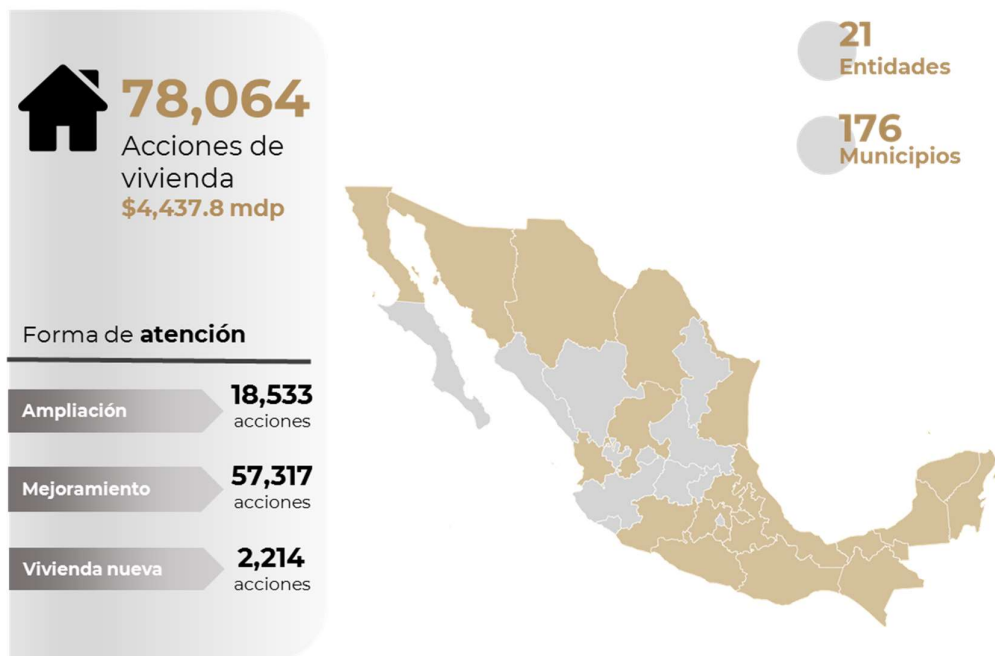 78,064
Acciones de
vivienda
$4,437.8 mdp
Forma de atención
Ampliación
18,533
acciones
Mejoramiento
57,317
acciones
Vivienda nueva
2,214
acciones
21
Entidades
176
Municipios